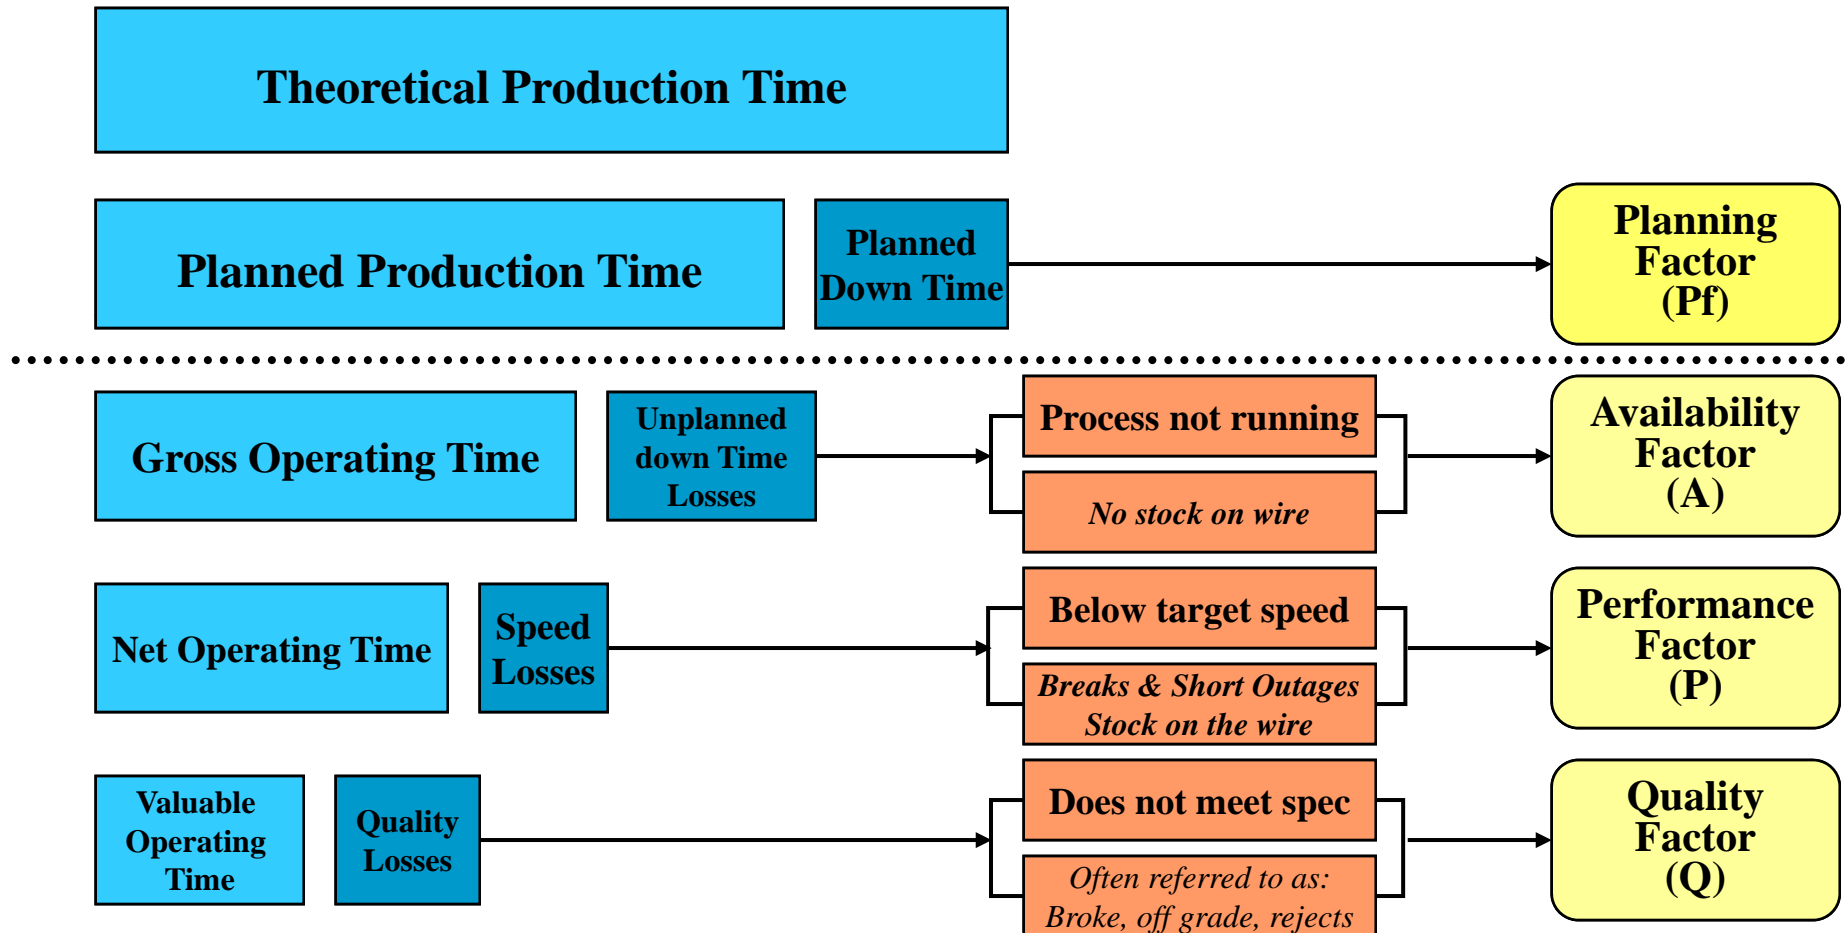 Theoretical Production Time
Planned Production Time
Planned
Down Time
Planning
Factor
(Pf)
Gross Operating Time
Unplanned
down Time
Losses
Process not running
No stock on wire
Availability
Factor
(A)
Net Operating Time
Speed
Losses
Below target speed
Breaks & Short Outages
Stock on the wire
Performance
Factor
(P)
Valuable
Operating
Time
Quality
Losses
Does not meet spec
Often referred to as:
Broke, off grade, rejects
Quality
Factor
(Q)